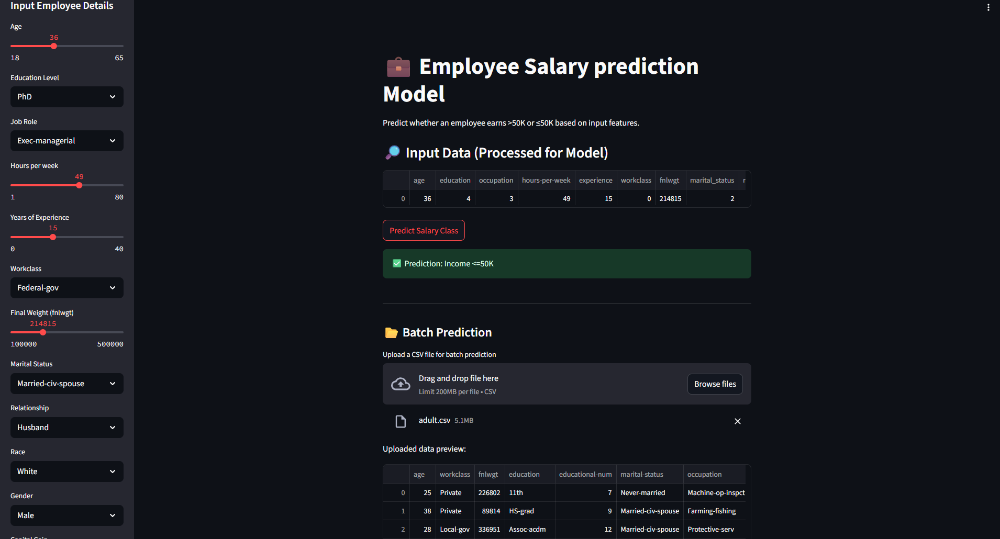 Input Employee Details
Age
36
18 65
Education Level
PhD
Job Role
Exec-managerial
Hours per week
49
1 80
Years of Experience
15
0 40
Workclass
Federal-gov
Final Weight (fnlwgt)
214815
100000 500000
Marital Status
Married-civ-spouse
Relationship
Husband
Race
White
Gender
Male
Employee Salary prediction
Model
Predict whether an employee earns >50K or ≤50K based on input features.
Input Data (Processed for Model)
age education occupation hours-per-week experience workclass fnlwgt marital_status
0 36 4 3 49 15 0 214815 2
Predict Salary Class
Prediction: Income <=50K
Batch Prediction
Upload a CSV file for batch prediction
Drag and drop file here
Limit 200MB per file • CSV
Browse files
adult.csv 5.1MB
Uploaded data preview:
age workclass fnlwgt education educational-num marital-status occupation
0 25 Private 226802 11th 7 Never-married Machine-op-inspct
1 38 Private 89814 HS-grad 9 Married-civ-spouse Farming-fishing
2 28 Local-gov 336951 Assoc-acdm 12 Married-civ-spouse Protective-serv